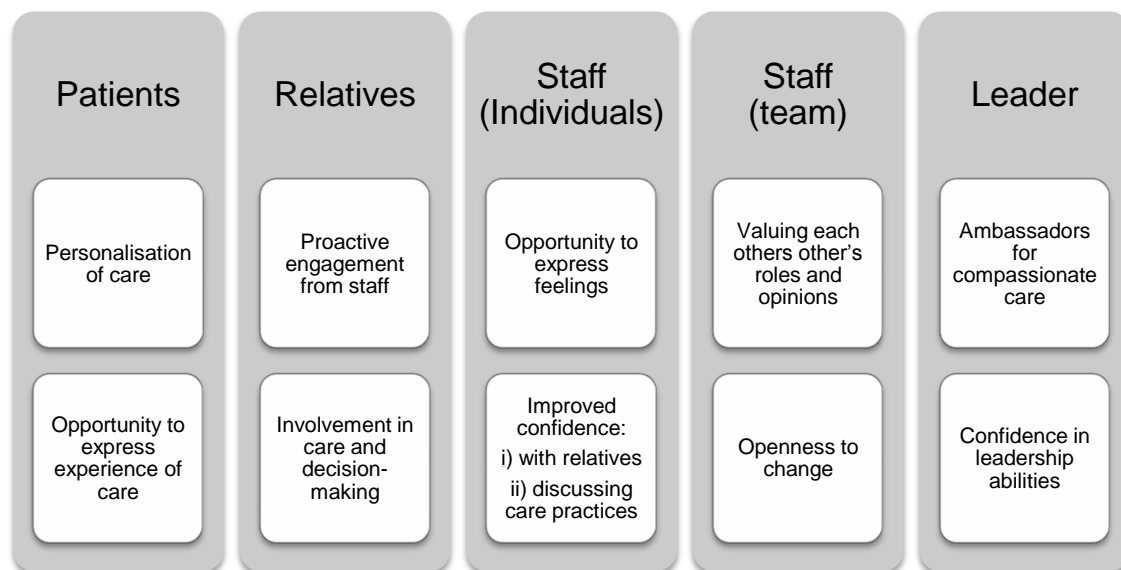 Patients
Personalisation
of care
Opportunity to
express
experience of
care
Relatives
Proactive
engagement
from staff
Involvement in
care and
decision-
making
Staff
(Individuals)
Opportunity to
express
feelings
Improved
confidence:
i) with relatives
ii) discussing
care practices
Staff
(team)
Valuing each
others other's
roles and
opinions
Openness to
change
Leader
Ambassadors
for
compassionate
care
Confidence in
leadership
abilities